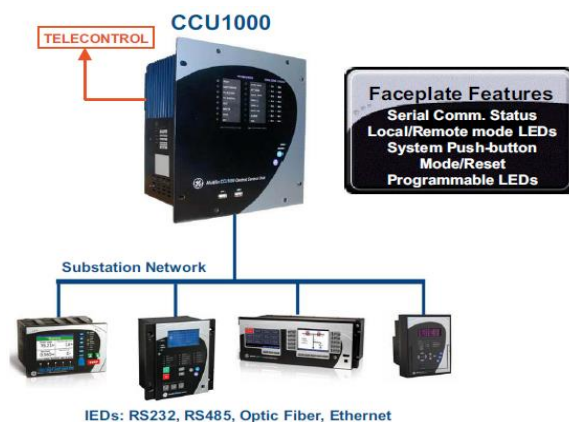 CCU1000
TELECONTROL
Faceplate Features
Serial Comm. Status
Local/Remote mode LEDs
System Push-button
Mode/Reset
Programmable LEDs
Substation Network
IEDs: RS232, RS485, Optic Fiber, Ethernet